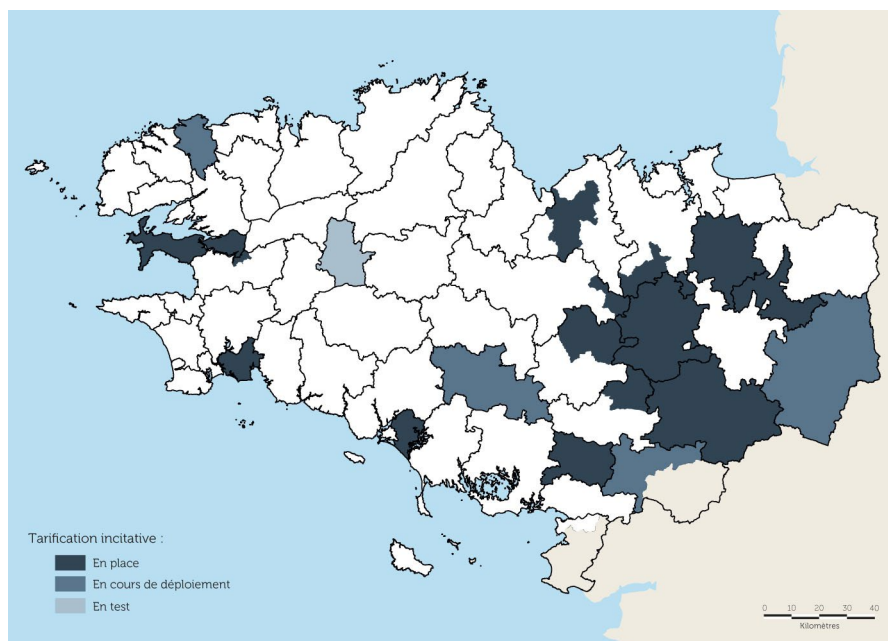 Tarification incitative :
En place
En cours de déploiement
En test
0 10 20 30 40
Kilomètres